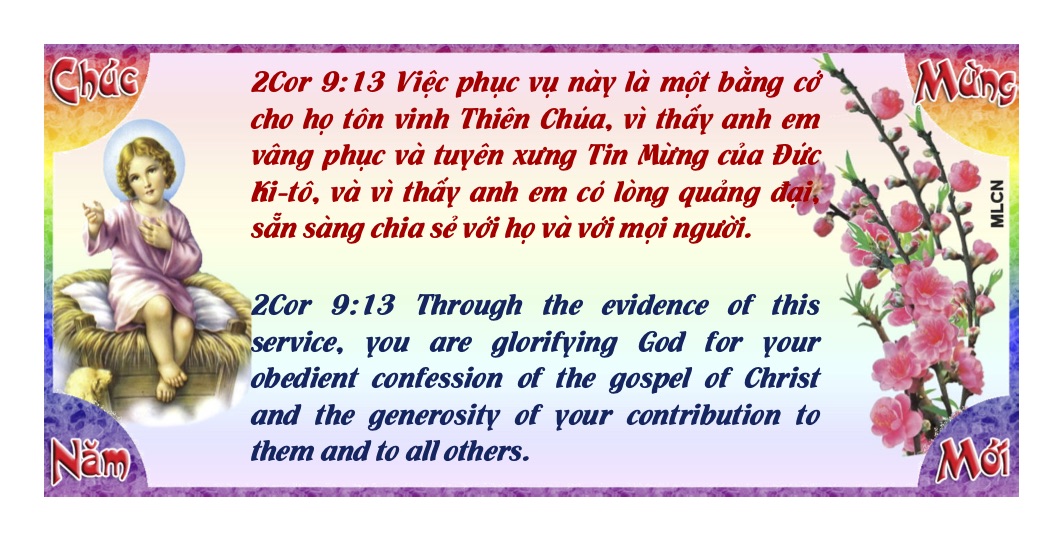 Chúc
Mừng
2Cor 9:13 Việc phục vụ này là một bằng cớ
cho họ tôn vinh Thiên Chúa, vì thấy anh em
vâng phục và tuyên xưng Tin Mừng của Đức
Ki-tô, và vì thấy anh em có lòng quảng đại,
sẵn sàng chia sẻ với họ và với mọi người.
MLCN
2Cor 9:13 Through the evidence of this
service, you are glorifying God for your
obedient confession of the gospel of Christ
and the generosity of your contribution to
them and to all others.
Năm
Mới